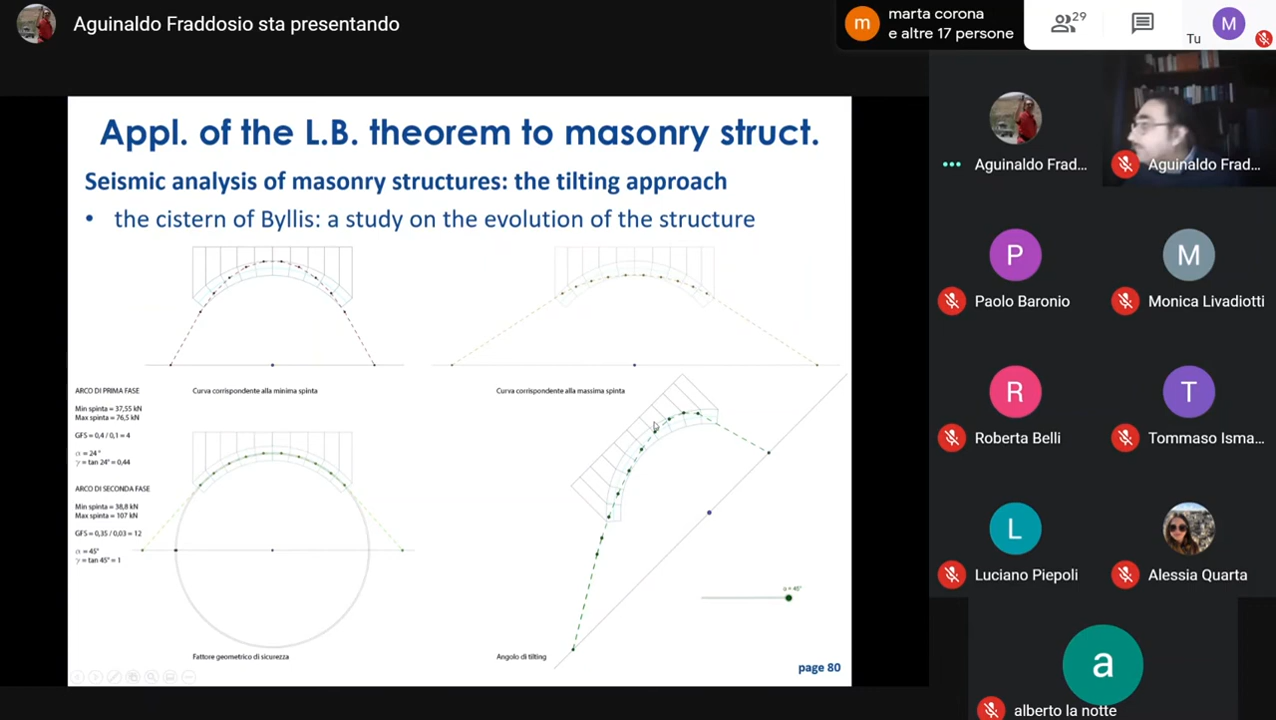 Aguinaldo Fraddosio sta presentando
m
marta corona
e altre 17 persone
29
Tu
M
Appl. of the L.B. theorem to masonry struct.
Seismic analysis of masonry structures: the tilting approach
• the cistern of Byllis: a study on the evolution of the structure
ARCO DI PRIMA FASE
Min spinta = 37,55 kN
Max spinta = 76,5 kN
GFS = 0,4 / 0,1 = 4
α = 24°
γ = tan 24° = 0,44
ARCO DI SECONDA FASE
Min spinta = 38,8 kN
Max spinta = 107 kN
GFS = 0,35 / 0,03 = 12
α = 45°
γ = tan 45° = 1
Curva corrispondente alla minima spinta
Curva corrispondente alla massima spinta
Fattore geometrico di sicurezza
Angolo di tilting
α = 45°
page 80
Aguinaldo Frad...
Aguinaldo Frad...
P
Paolo Baronio
M
Monica Livadiotti
R
Roberta Belli
T
Tommaso Isma...
L
Luciano Piepoli
Alessia Quarta
a
alberto la notte